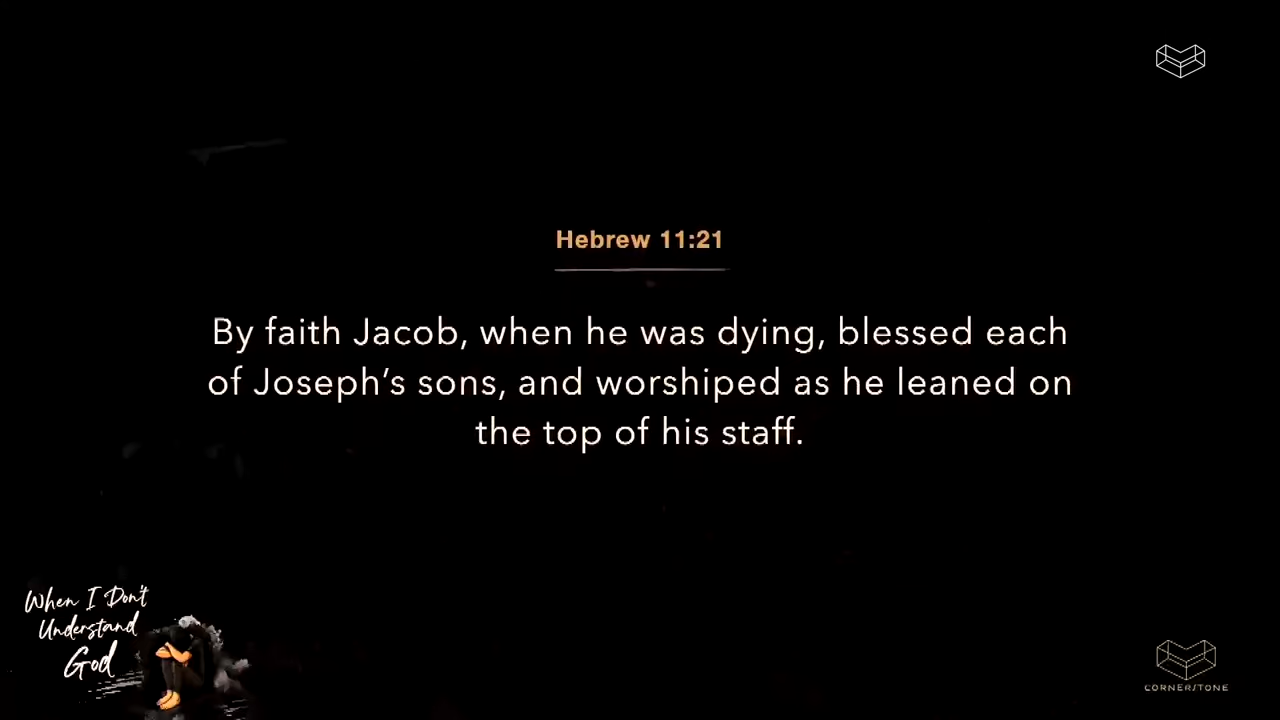 Hebrew 11:21
By faith Jacob, when he was dying, blessed each
of Joseph’s sons, and worshiped as he leaned on
the top of his staff.
When I Don't
Understand
God
CORNERSTONE